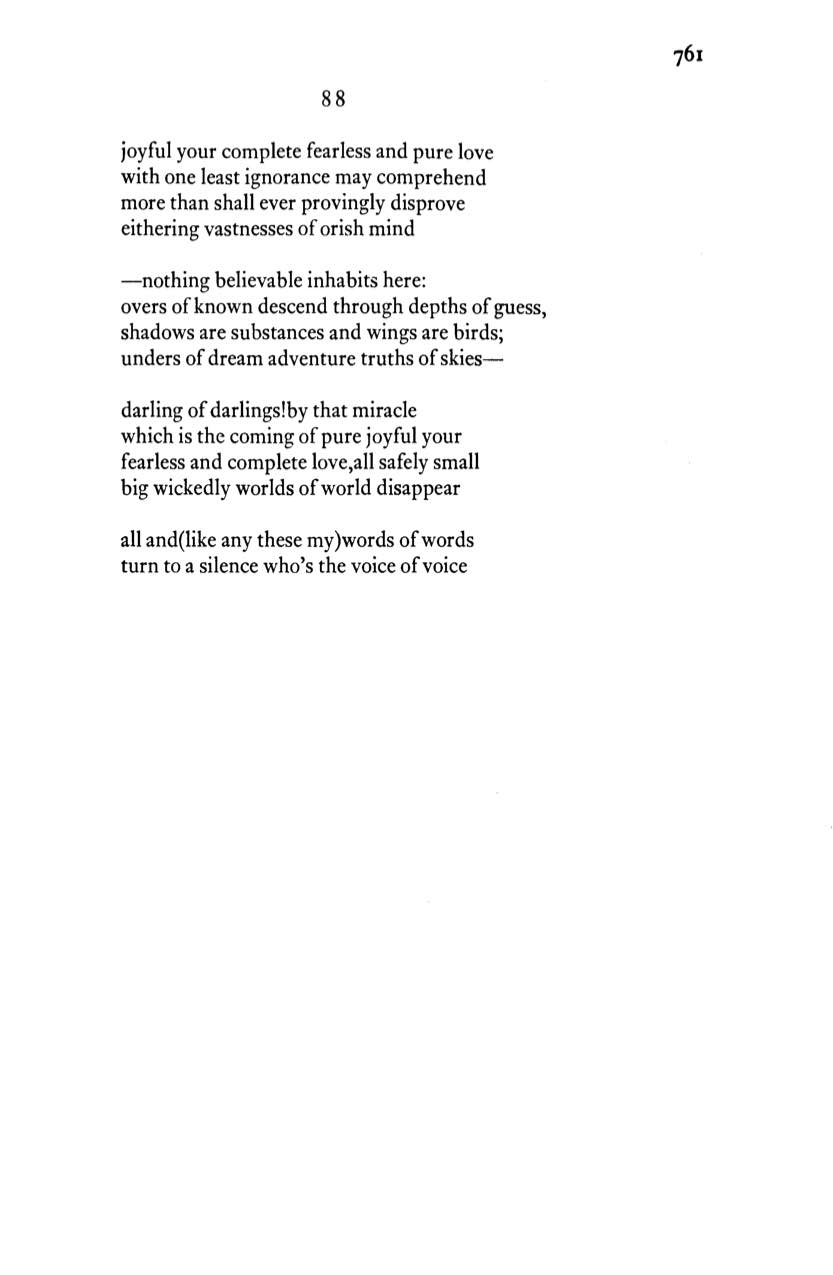 761
88
joyful your complete fearless and pure love
with one least ignorance may comprehend
more than shall ever provingly disprove
eithering vastnesses of orish mind
—nothing believable inhabits here:
overs of known descend through depths of guess,
shadows are substances and wings are birds;
unders of dream adventure truths of skies—
darling of darlings!by that miracle
which is the coming of pure joyful your
fearless and complete love,all safely small
big wickedly worlds of world disappear
all and(like any these my)words of words
turn to a silence who's the voice of voice